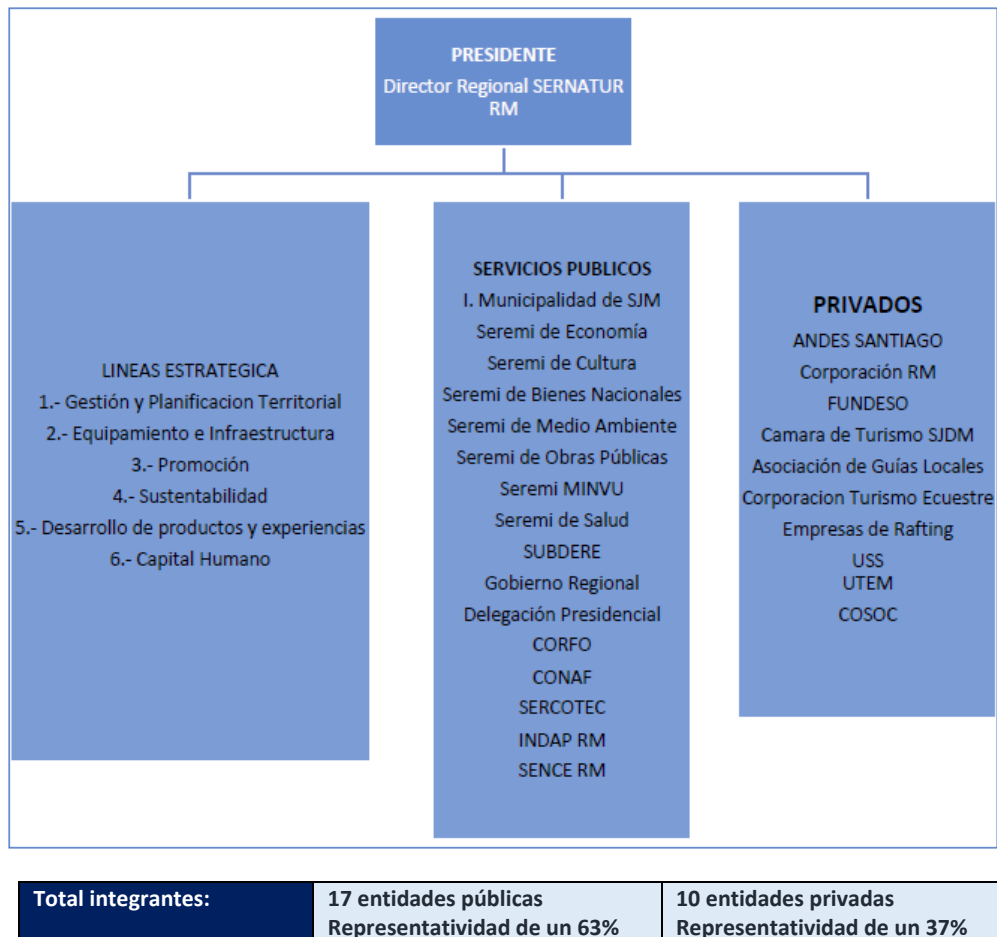 PRESIDENTE
Director Regional SERNATUR
RM
LINEAS ESTRATEGICA
1.- Gestión y Planificacion Territorial
2.- Equipamiento e Infraestructura
3.- Promoción
4.- Sustentabilidad
5.- Desarrollo de productos y experiencias
6.- Capital Humano
SERVICIOS PUBLICOS
I. Municipalidad de SJM
Seremi de Economía
Seremi de Cultura
Seremi de Bienes Nacionales
Seremi de Medio Ambiente
Seremi de Obras Públicas
Seremi MINVU
Seremi de Salud
SUBDERE
Gobierno Regional
Delegación Presidencial
CORFO
CONAF
SERCOTEC
INDAP RM
SENCE RM
PRIVADOS
ANDES SANTIAGO
Corporación RM
FUNDESO
Camara de Turismo SJDM
Asociación de Guías Locales
Corporacion Turismo Ecuestre
Empresas de Rafting
USS
UTEM
COSOC
Total integrantes:
17 entidades públicas
Representatividad de un 63%
10 entidades privadas
Representatividad de un 37%